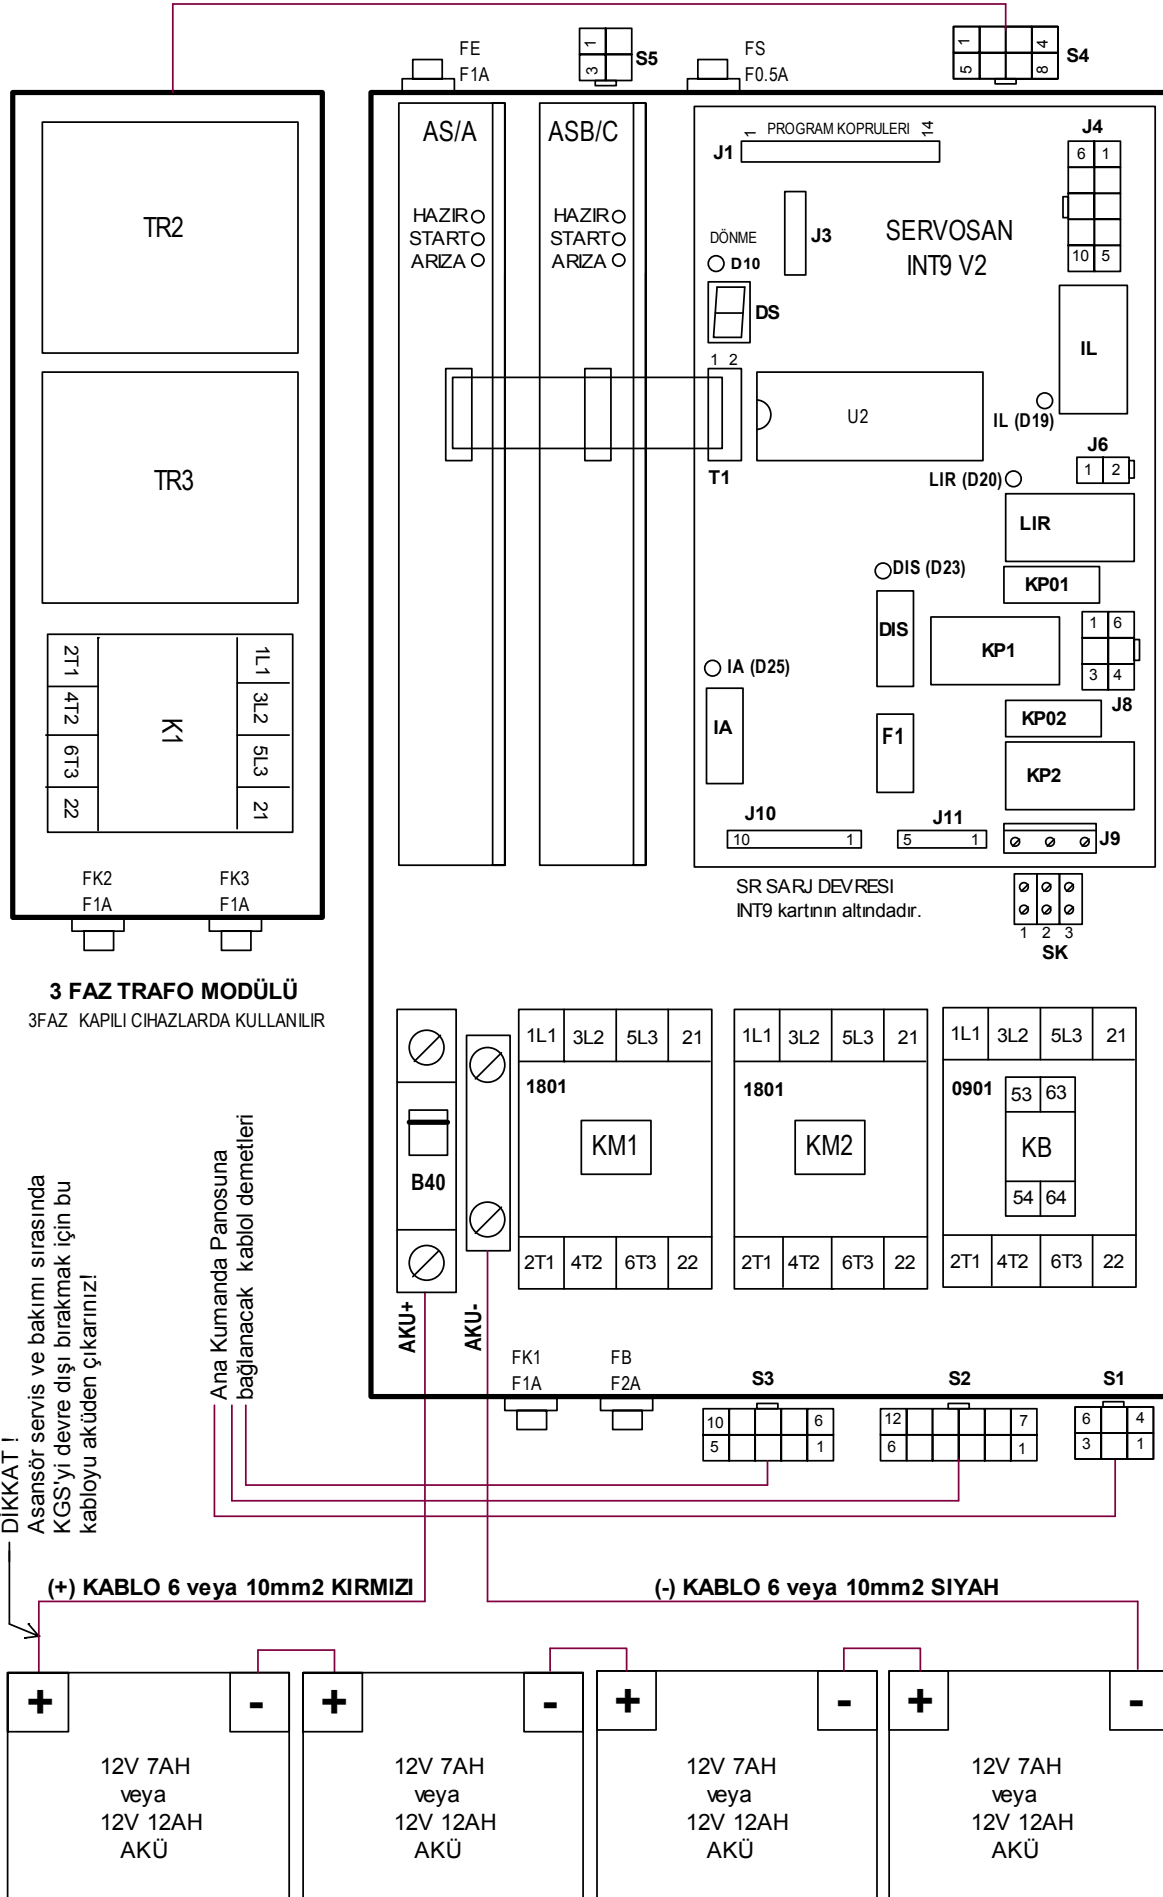 FE
F1A
1
3
S5
FS
F0.5A
1
4
5
8
S4
TR2
TR3
2T1
4T2
6T3
22
K1
1L1
3L2
5L3
21
FK2
F1A
FK3
F1A
3 FAZ TRAFO MODÜLÜ
3FAZ KAPILI CIHAZLARDA KULLANILIR
AS/A
HAZIR
START
ARIZA
ASB/C
HAZIR
START
ARIZA
J1
1
PROGRAM KOPRULERI
14
J3
SERVOSAN
INT9 V2
J4
6 1
10 5
DÖNME
D10
DS
1 2
T1
U2
IL
IL (D19)
J6
1 2
LIR (D20)
LIR
KP01
DIS (D23)
DIS
KP1
1 6
3 4
J8
IA (D25)
IA
F1
KP02
KP2
J10
10 1
J11
5 1
J9
SR SARJ DEVRESI
INT9 kartının altındadır.
1 2 3
SK
B40
AKU+
AKU-
1L1 3L2 5L3 21
1801
KM1
2T1 4T2 6T3 22
1L1 3L2 5L3 21
1801
KM2
2T1 4T2 6T3 22
1L1 3L2 5L3 21
0901
53 63
KB
54 64
2T1 4T2 6T3 22
FK1
F1A
FB
F2A
S3
10 6
5 1
S2
12 7
6 1
S1
6 4
3 1
DİKKAT !
Asansör servis ve bakımı sırasında
KGS'yi devre dışı bırakmak için bu
kabloyu aküden çıkarınız!
Ana Kumanda Panosuna
bağlanacak kablol demetleri
(+) KABLO 6 veya 10mm2 KIRMIZI
(-) KABLO 6 veya 10mm2 SIYAH
+ -
12V 7AH
veya
12V 12AH
AKÜ
+ -
12V 7AH
veya
12V 12AH
AKÜ
+ -
12V 7AH
veya
12V 12AH
AKÜ
+ -
12V 7AH
veya
12V 12AH
AKÜ